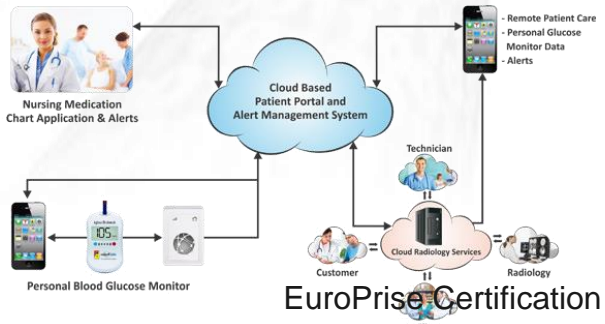 - Remote Patient Care
- Personal Glucose
Monitor Data
- Alerts
Cloud Based
Patient Portal and
Alert Management System
Nursing Medication
Chart Application & Alerts
Technician
105
Cloud Radiology Services
Customer
Radiology
Personal Blood Glucose Monitor
EuroPrise Certification